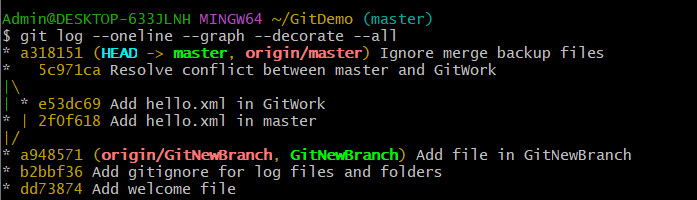 Admin@DESKTOP-633JLNH MINGW64 ~/GitDemo (master)
$ git log --oneline --graph --decorate --all
* a318151 (HEAD -> master, origin/master) Ignore merge backup files
*   5c971ca Resolve conflict between master and GitWork
|\
| * e53dc69 Add hello.xml in GitWork
* | 2f0f618 Add hello.xml in master
|/
* a948571 (origin/GitNewBranch, GitNewBranch) Add file in GitNewBranch
* b2bbf36 Add gitignore for log files and folders
* dd73874 Add welcome file